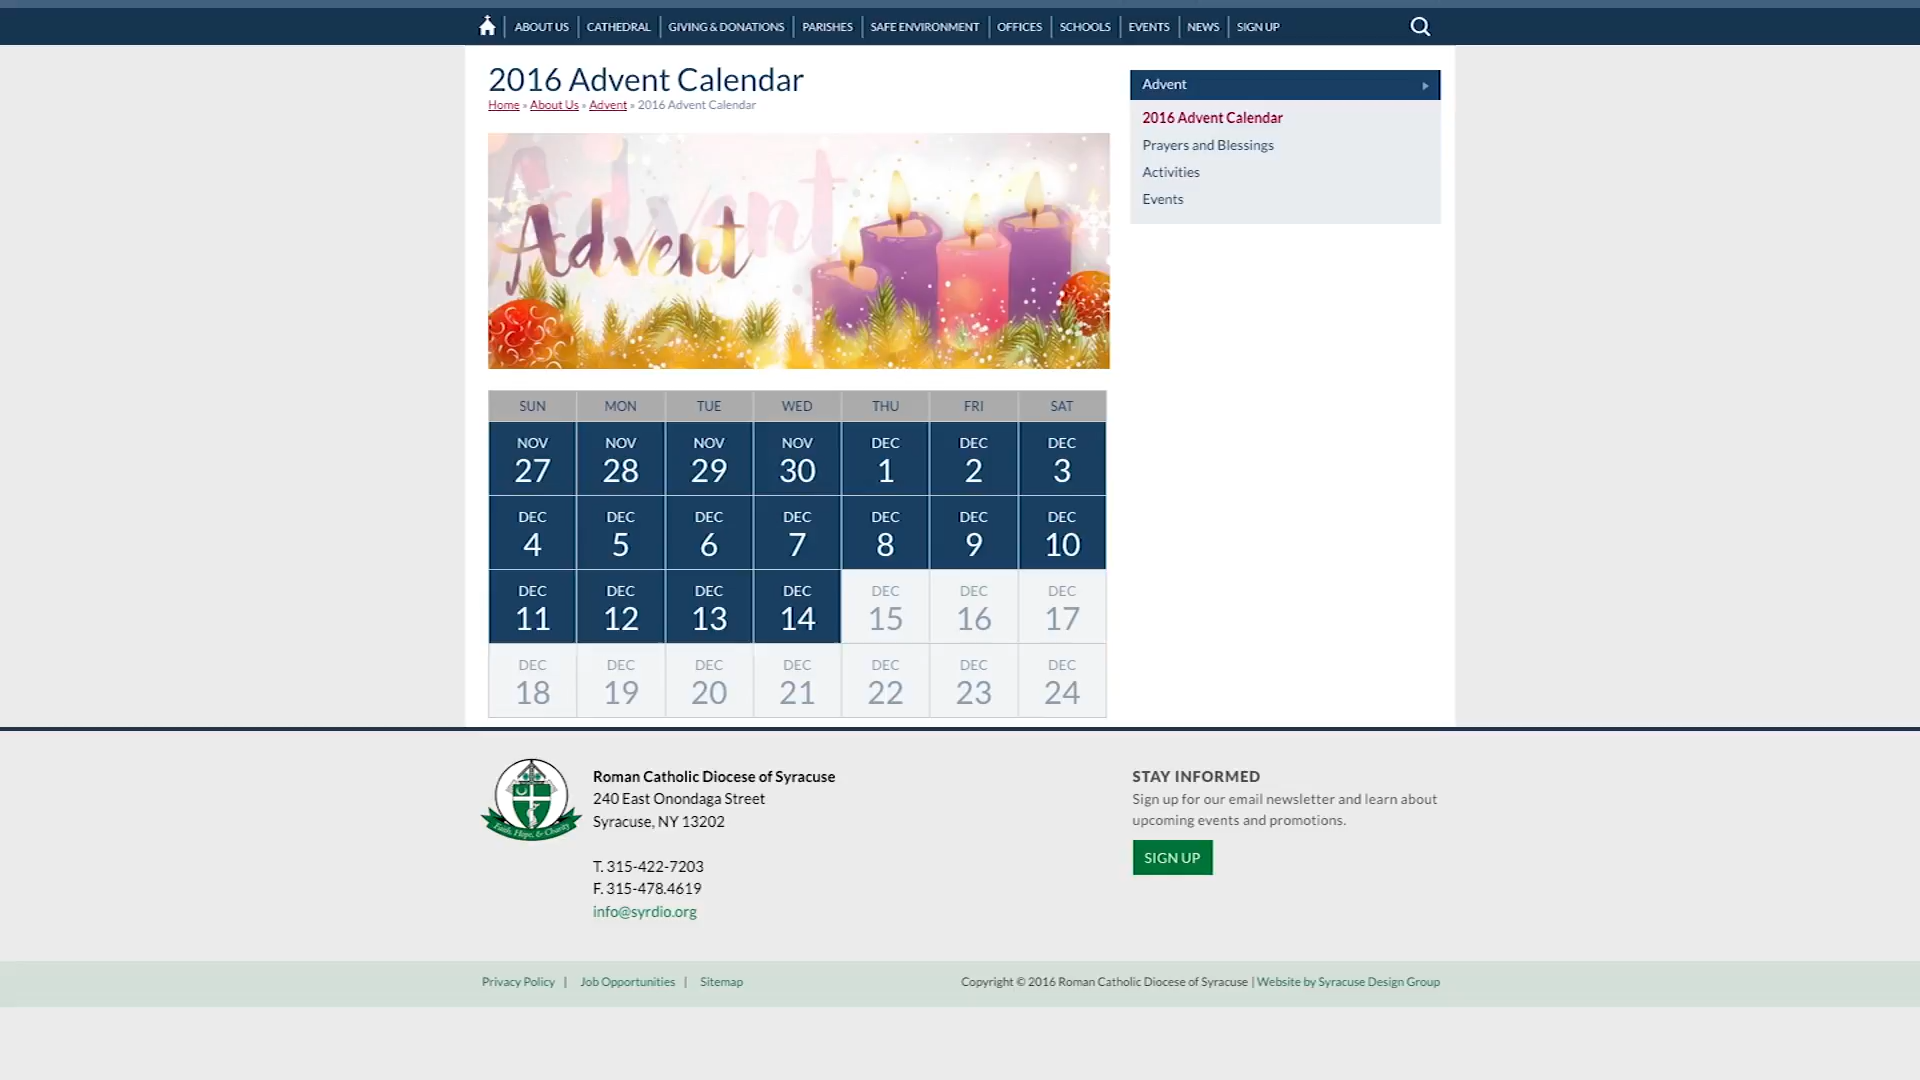 ABOUT US | CATHEDRAL | GIVING & DONATIONS | PARISHES | SAFE ENVIRONMENT | OFFICES | SCHOOLS | EVENTS | NEWS | SIGN UP
2016 Advent Calendar
Home » About Us » Advent » 2016 Advent Calendar
Advent
Advent
SUN MON TUE WED THU FRI SAT
NOV NOV NOV NOV DEC DEC DEC
27 28 29 30 1 2 3
DEC DEC DEC DEC DEC DEC DEC
4 5 6 7 8 9 10
DEC DEC DEC DEC DEC DEC DEC
11 12 13 14 15 16 17
DEC DEC DEC DEC DEC DEC DEC
18 19 20 21 22 23 24
Advent
2016 Advent Calendar
Prayers and Blessings
Activities
Events
Faith, Hope, & Charity
Roman Catholic Diocese of Syracuse
240 East Onondaga Street
Syracuse, NY 13202
T. 315-422-7203
F. 315-478.4619
info@syrdio.org
STAY INFORMED
Sign up for our email newsletter and learn about
upcoming events and promotions.
SIGN UP
Privacy Policy | Job Opportunities | Sitemap
Copyright © 2016 Roman Catholic Diocese of Syracuse | Website by Syracuse Design Group